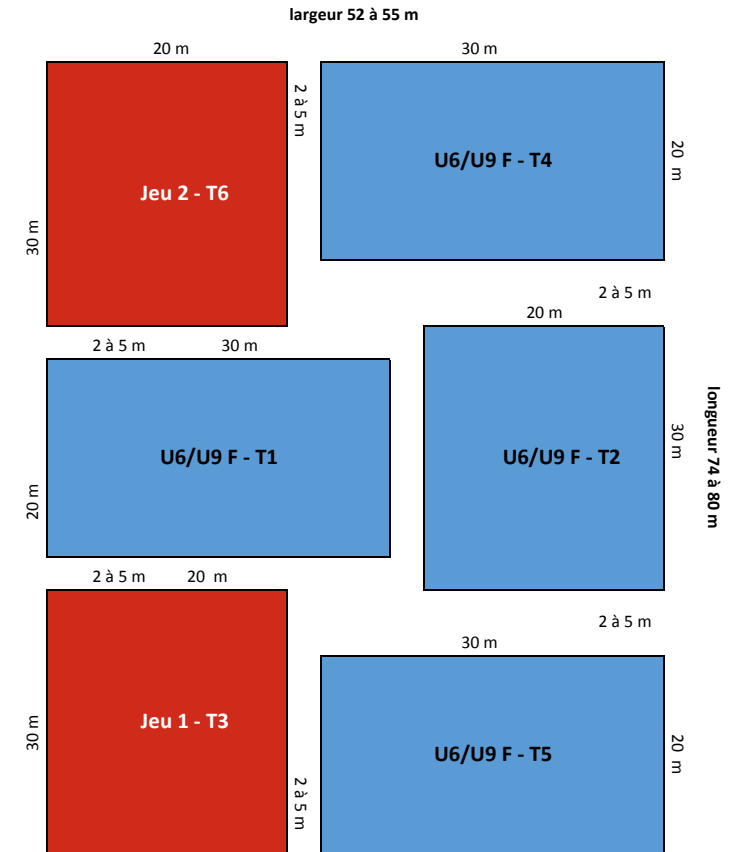 largeur 52 à 55 m
20 m
30 m
2 à 5 m
U6/U9 F - T4
20 m
Jeu 2 - T6
30 m
2 à 5 m
20 m
2 à 5 m
30 m
longueur 74 à 80 m
30 m
U6/U9 F - T1
U6/U9 F - T2
20 m
2 à 5 m
20 m
2 à 5 m
30 m
Jeu 1 - T3
30 m
U6/U9 F - T5
20 m
2 à 5 m